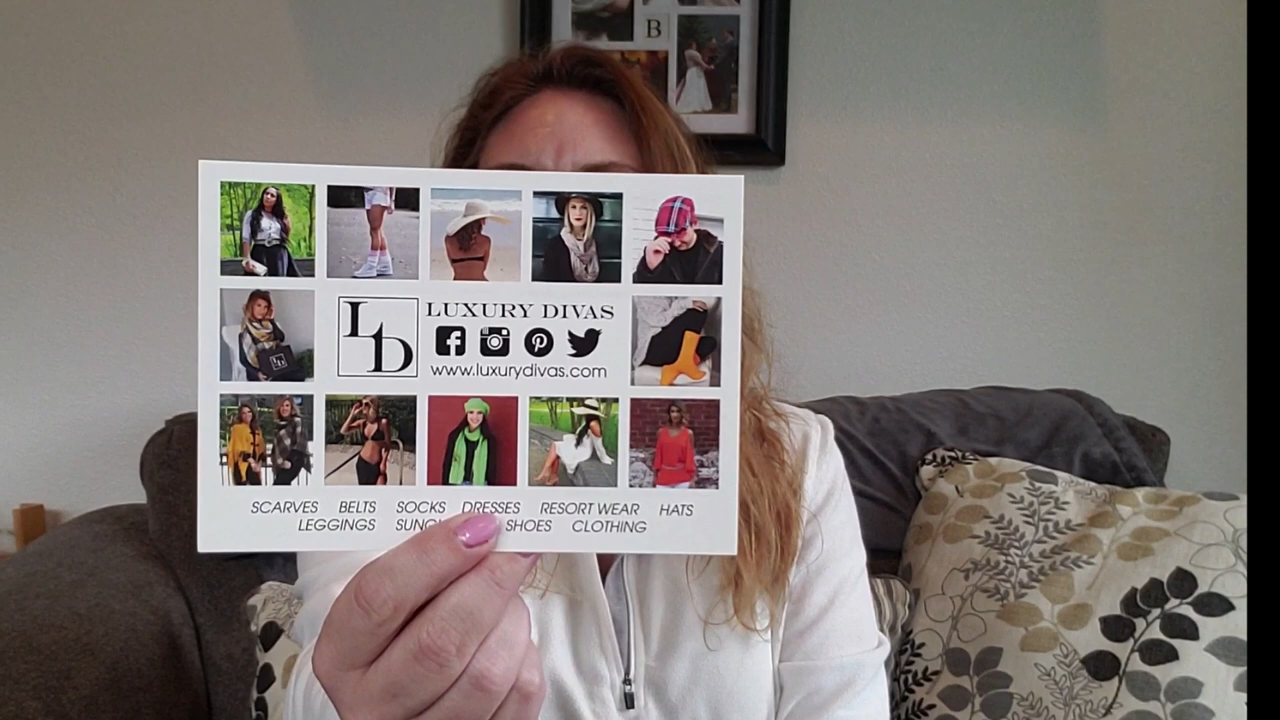 B
LUXURY DIVAS
LD
www.luxurydivas.com
SCARVES BELTS SOCKS DRESSES RESORT WEAR HATS
LEGGINGS SHOES CLOTHING